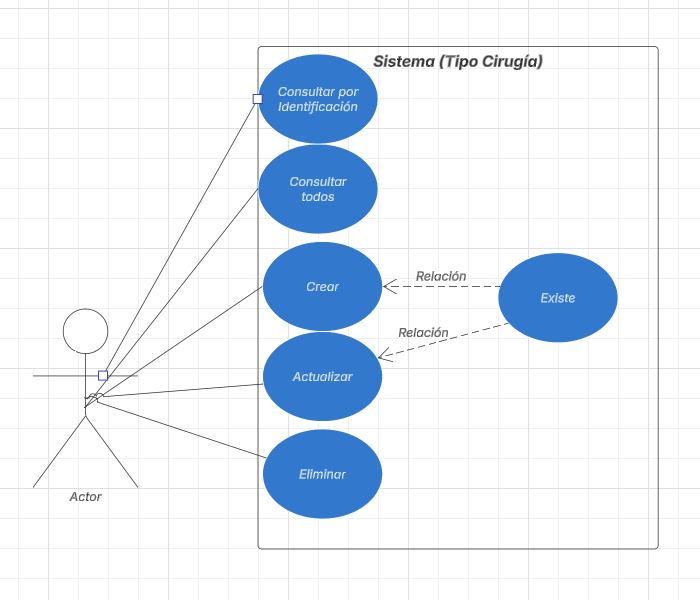 Sistema (Tipo Cirugía)
Consultar por
Identificación
Consultar
todos
Crear
Relación
Existe
Relación
Actualizar
Eliminar
Actor